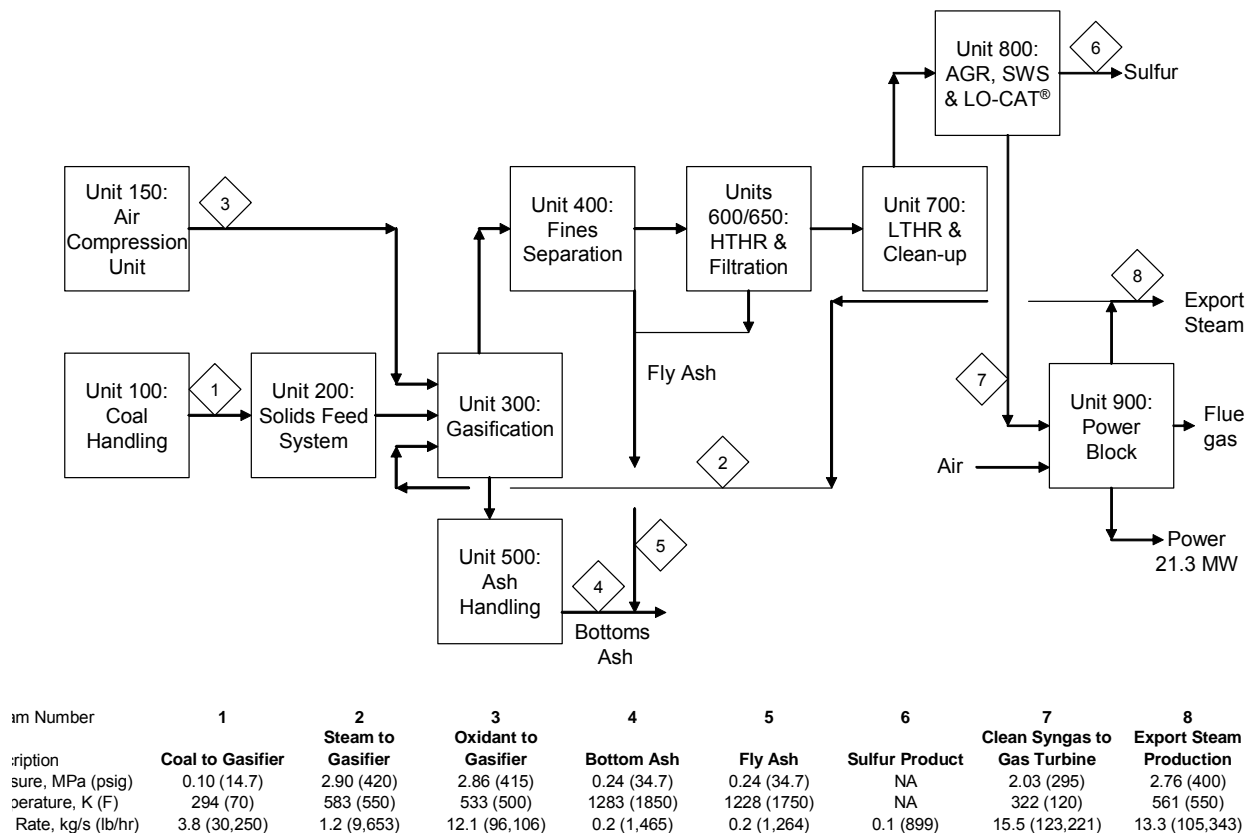 Unit 800:
AGR, SWS
& LO-CAT®
6
Sulfur
Unit 150:
Air
Compression
Unit
3
Unit 400:
Fines
Separation
Units
600/650:
HTHR &
Filtration
Unit 700:
LTHR &
Clean-up
8
Export
Steam
Fly Ash
7
Unit 100:
Coal
Handling
1
Unit 200:
Solids Feed
System
Unit 300:
Gasification
2
Unit 900:
Power
Block
Flue
gas
Air
Unit 500:
Ash
Handling
4
5
Bottoms
Ash
Power
21.3 MW
am Number 1 2 3 4 5 6 7 8
Steam to Oxidant to Clean Syngas to Export Steam
cription Coal to Gasifier Gasifier Gasifier Bottom Ash Fly Ash Sulfur Product Gas Turbine Production
sure, MPa (psig) 0.10 (14.7) 2.90 (420) 2.86 (415) 0.24 (34.7) 0.24 (34.7) NA 2.03 (295) 2.76 (400)
perature, K (F) 294 (70) 583 (550) 533 (500) 1283 (1850) 1228 (1750) NA 322 (120) 561 (550)
Rate, kg/s (lb/hr) 3.8 (30,250) 1.2 (9,653) 12.1 (96,106) 0.2 (1,465) 0.2 (1,264) 0.1 (899) 15.5 (123,221) 13.3 (105,343)